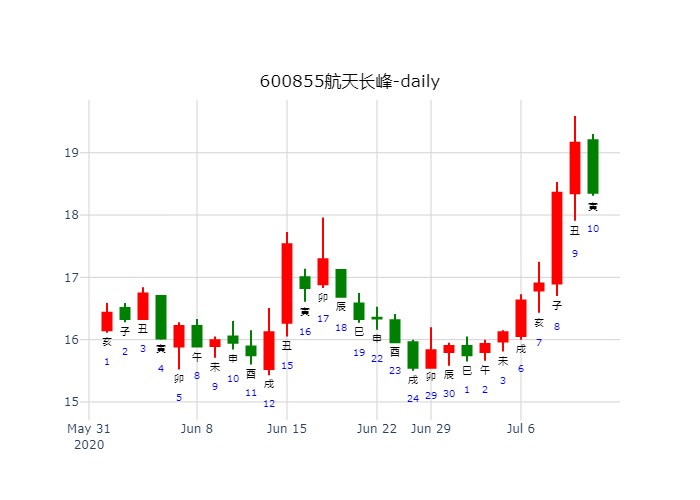 600855航天长峰-daily
19
18
17
16
15
亥
1
子
2
丑
3
寅
4
卯
5
午
8
未
9
申
10
酉
11
戌
12
丑
15
寅
16
卯
17
辰
18
巳
19
申
22
酉
23
戌
24
卯
29
辰
30
巳
1
午
2
未
3
戌
6
亥
7
子
8
丑
9
寅
10
May 31
2020
Jun 8
Jun 15
Jun 22
Jun 29
Jul 6